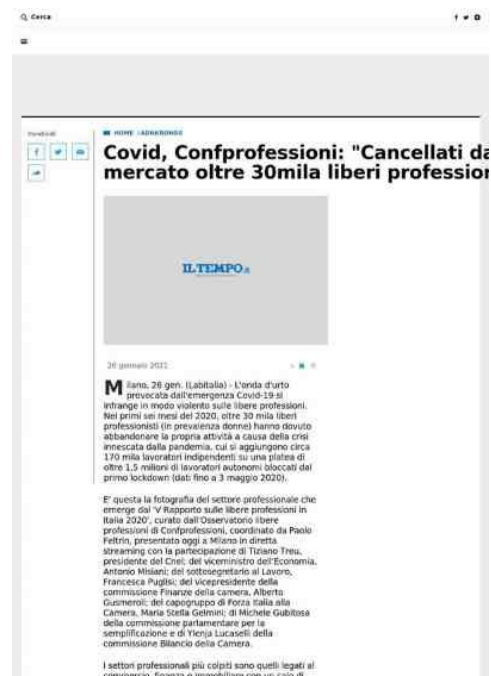 Cerca
Condividi
HOME / ADNKRONOS
Covid, Confprofessioni: "Cancellati da
mercato oltre 30mila liberi profession
IL TEMPO.it
26 gennaio 2021
Milano, 26 gen. (Labitalia) - L'onda d'urto
provocata dall'emergenza Covid-19 si
infrange in modo violento sulle libere professioni.
Nei primi sei mesi del 2020, oltre 30 mila liberi
professionisti (in prevalenza donne) hanno dovuto
abbandonare la propria attività a causa della crisi
innescata dalla pandemia, cui si aggiungono circa
170 mila lavoratori indipendenti su una platea di
oltre 1,5 milioni di lavoratori autonomi bloccati dal
primo lockdown (dati fino a 3 maggio 2020).
E' questa la fotografia del settore professionale che
emerge dal 'V Rapporto sulle libere professioni in
Italia 2020', curato dall'Osservatorio libere
professioni di Confprofessioni, coordinato da Paolo
Feltrin, presentato oggi a Milano in diretta
streaming con la partecipazione di Tiziano Treu,
presidente del Cnel; del viceministro dell'Economia,
Antonio Misiani; del sottosegretario al Lavoro,
Francesca Puglisi; del vicepresidente della
commissione Finanze della camera, Alberto
Gusmeroli; del capogruppo di Forza Italia alla
Camera, Maria Stella Gelmini; di Michele Gubitosa
della commissione parlamentare per la
semplificazione e di Ylenja Lucaselli della
commissione Bilancio della Camera.
I settori professionali più colpiti sono quelli legati al
commercio, finanza e immobiliare con un calo di